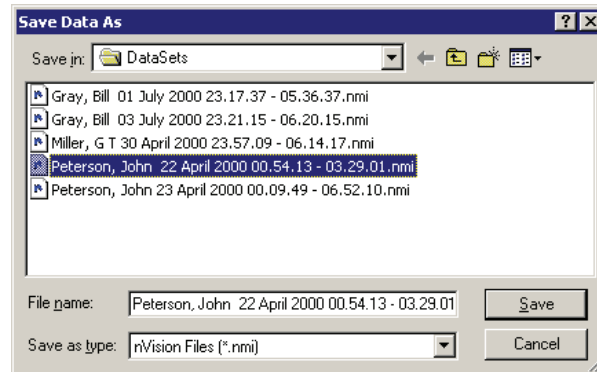 Save Data As
Save in: DataSets
Gray, Bill  01 July 2000 23.17.37 - 05.36.37.nmi
Gray, Bill  03 July 2000 23.21.15 - 06.20.15.nmi
Miller, G T 30 April 2000 23.57.09 - 06.14.17.nmi
Peterson, John  22 April 2000 00.54.13 - 03.29.01.nmi
Peterson, John 23 April 2000 00.09.49 - 06.52.10.nmi
File name: Peterson, John  22 April 2000 00.54.13 - 03.29.01 Save
Save as type: nVision Files (*.nmi) Cancel